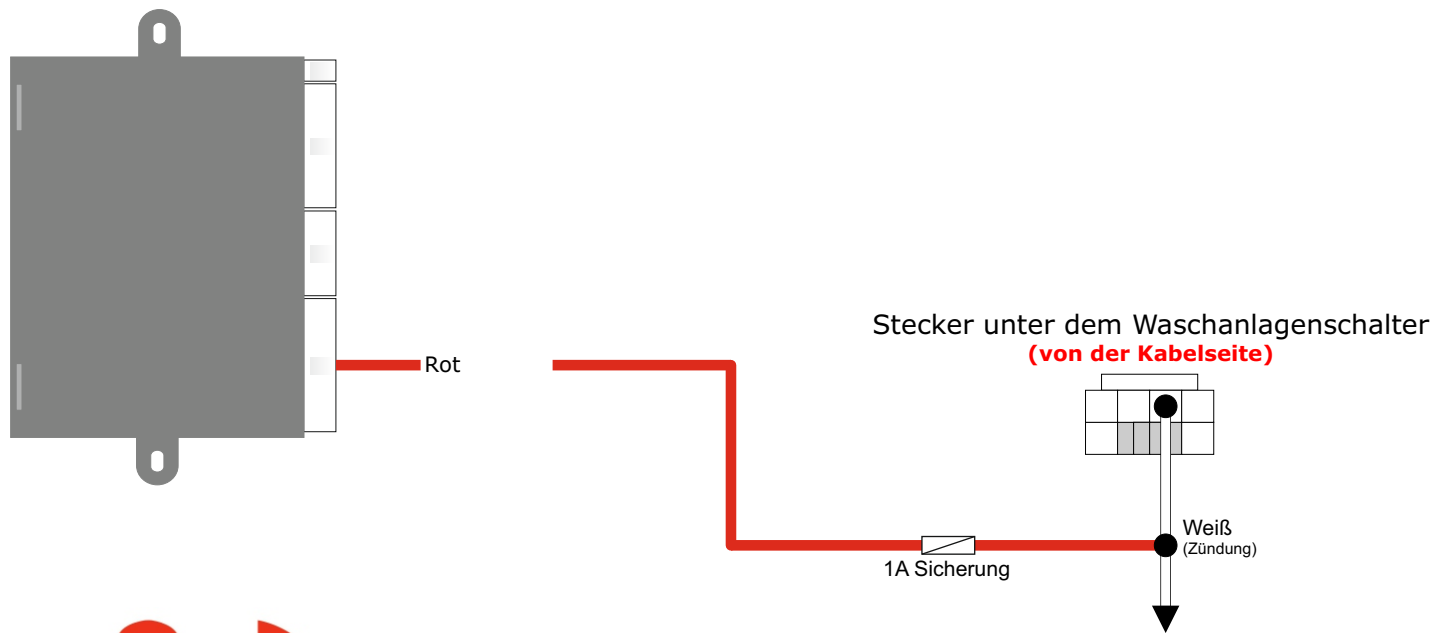 Stecker unter dem Waschanlagenschalter
(von der Kabelseite)
Rot
Weiß
(Zündung)
1A Sicherung